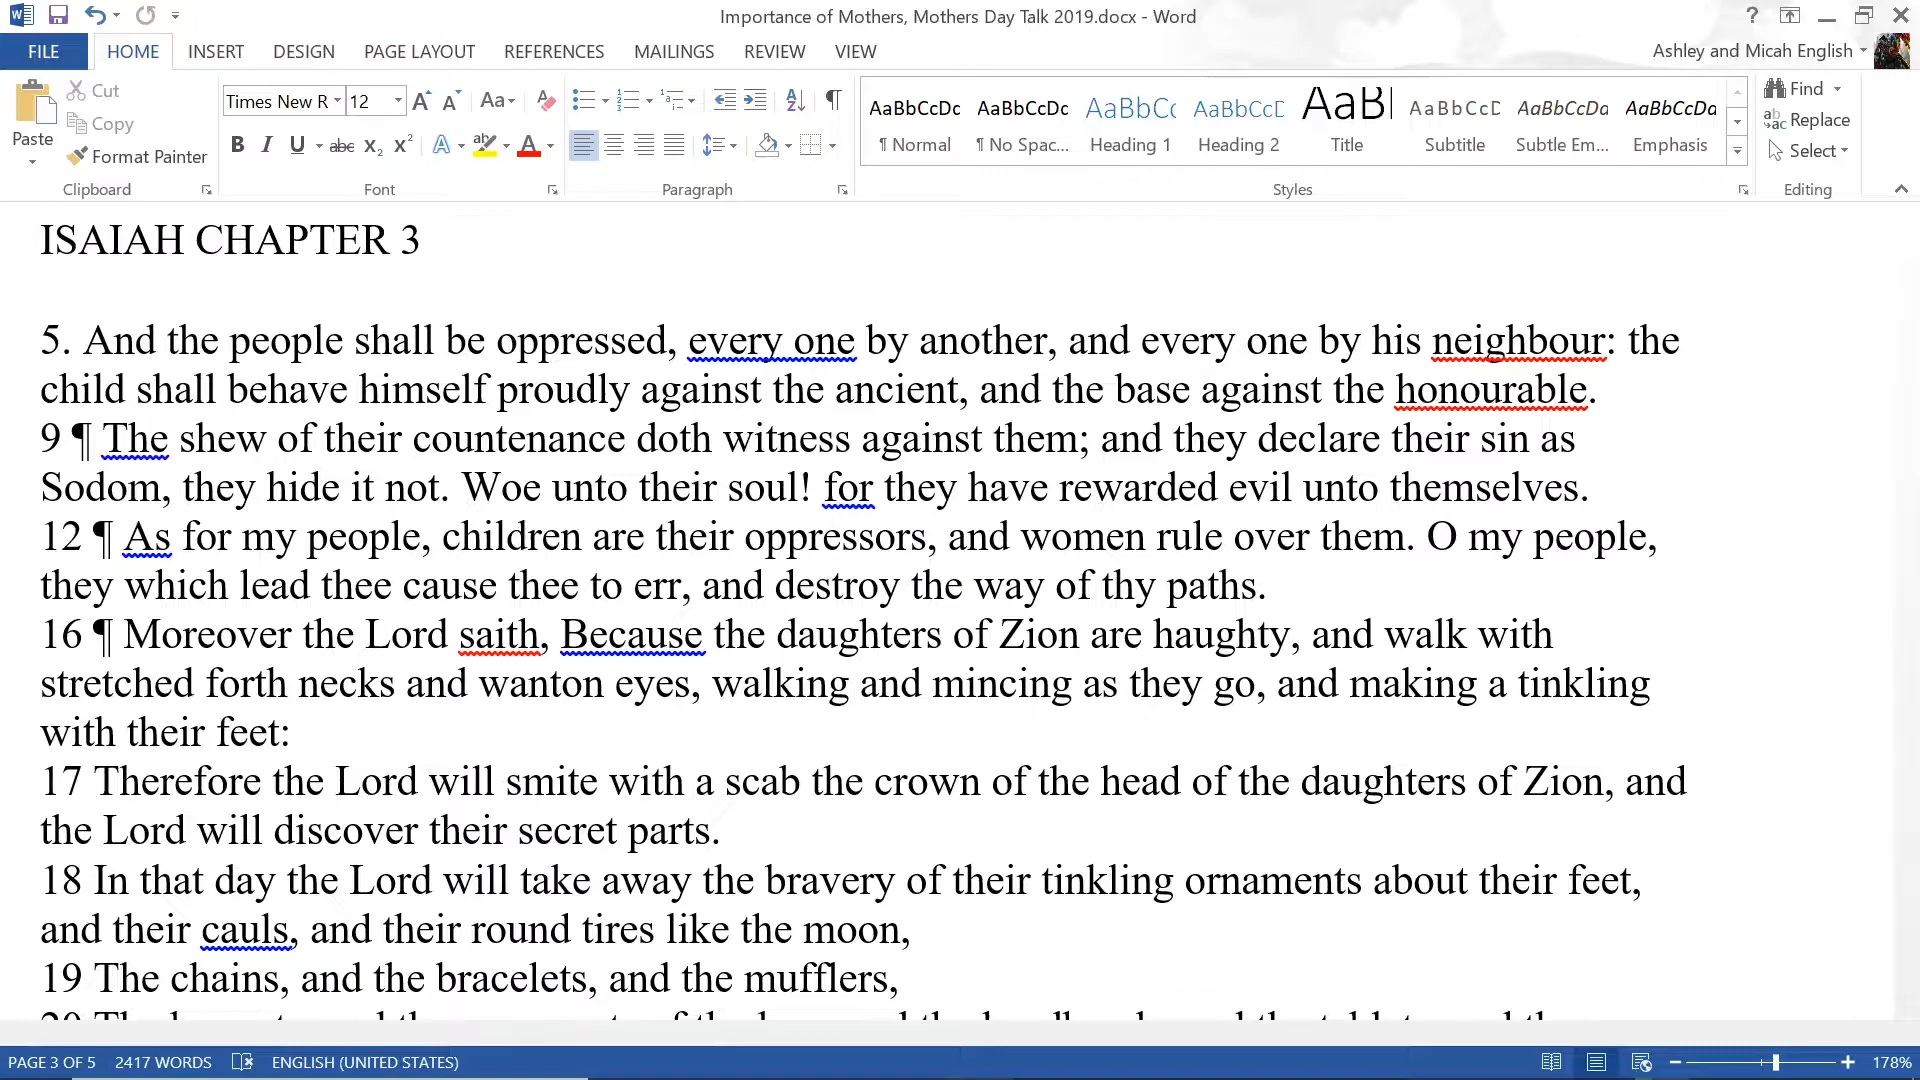 Importance of Mothers, Mothers Day Talk 2019.docx - Word
FILE HOME INSERT DESIGN PAGE LAYOUT REFERENCES MAILINGS REVIEW VIEW Ashley and Micah English
Paste
Cut
Copy
Format Painter
Clipboard
Times New R 12
Font
Paragraph
AaBbCcDc AaBbCcDc AaBbCc AaBbCcD AaBl AaBbCcD AaBbCcDa AaBbCcDa
¶ Normal ¶ No Spac... Heading 1 Heading 2 Title Subtitle Subtle Em... Emphasis
Styles
Find
Replace
Select
Editing
ISAIAH CHAPTER 3
5. And the people shall be oppressed, every one by another, and every one by his neighbour: the
child shall behave himself proudly against the ancient, and the base against the honourable.
9 ¶ The shew of their countenance doth witness against them; and they declare their sin as
Sodom, they hide it not. Woe unto their soul! for they have rewarded evil unto themselves.
12 ¶ As for my people, children are their oppressors, and women rule over them. O my people,
they which lead thee cause thee to err, and destroy the way of thy paths.
16 ¶ Moreover the Lord saith, Because the daughters of Zion are haughty, and walk with
stretched forth necks and wanton eyes, walking and mincing as they go, and making a tinkling
with their feet:
17 Therefore the Lord will smite with a scab the crown of the head of the daughters of Zion, and
the Lord will discover their secret parts.
18 In that day the Lord will take away the bravery of their tinkling ornaments about their feet,
and their cauls, and their round tires like the moon,
19 The chains, and the bracelets, and the mufflers,
PAGE 3 OF 5 2417 WORDS ENGLISH (UNITED STATES) 178%